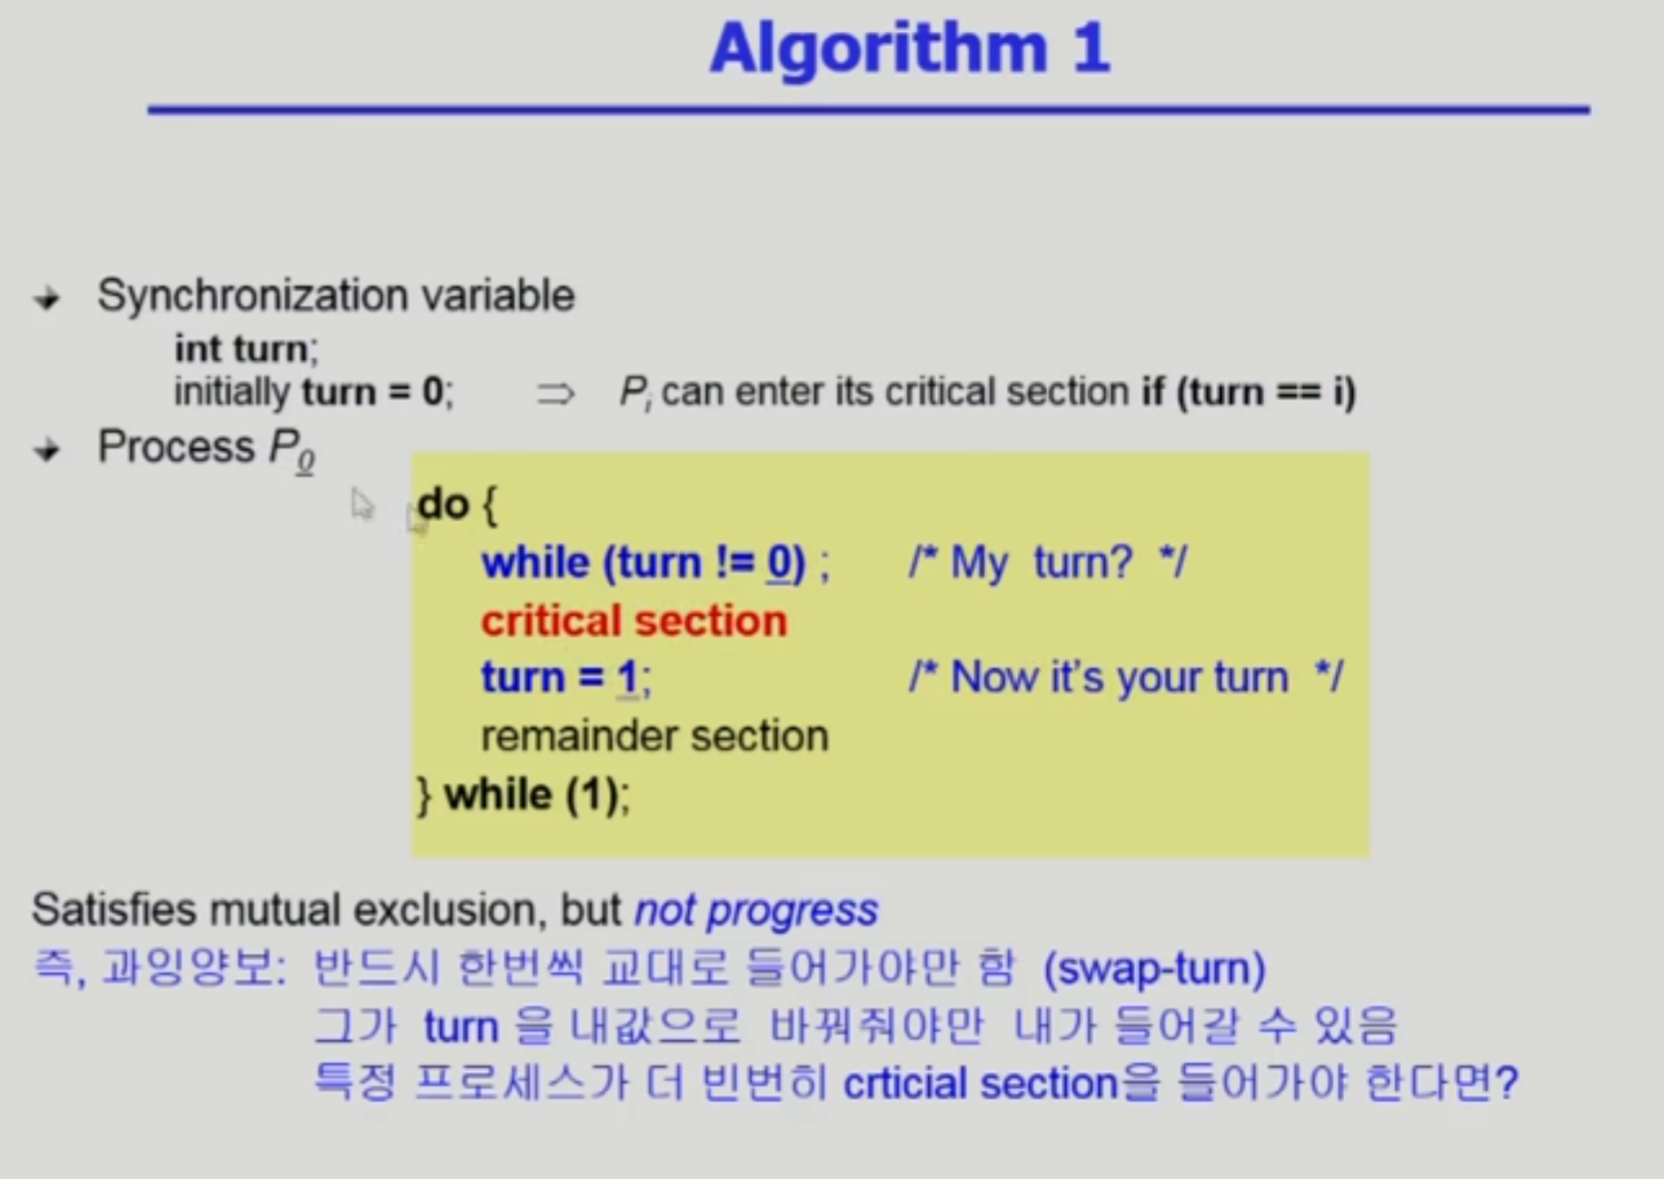 Algorithm 1
Synchronization variable
int turn;
initially turn = 0; ⇒ Pi can enter its critical section if (turn == i)
Process P0
do {
while (turn != 0) ; /* My turn? */
critical section
turn = 1; /* Now it's your turn */
remainder section
} while (1);
Satisfies mutual exclusion, but not progress
즉, 과잉양보: 반드시 한번씩 교대로 들어가야만 함 (swap-turn)
그가 turn 을 내값으로 바꿔줘야만 내가 들어갈 수 있음
특정 프로세스가 더 빈번히 crticial section을 들어가야 한다면?